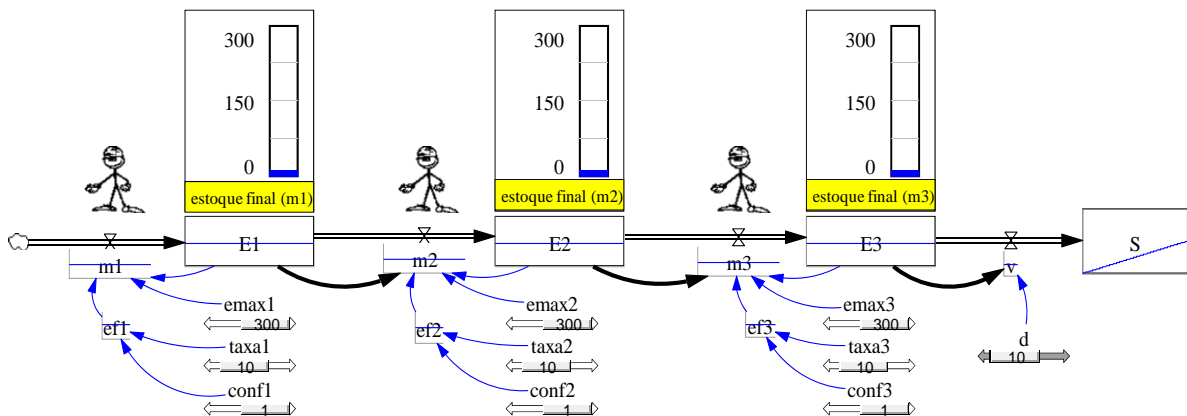 300
150
0
estoque final (m1)
300
150
0
estoque final (m2)
300
150
0
estoque final (m3)
E1
E2
E3
S
m1
m2
m3
v
emax1
300
ef1
taxa1
10
conf1
1
emax2
300
ef2
taxa2
10
conf2
1
emax3
300
ef3
taxa3
10
conf3
1
d
10